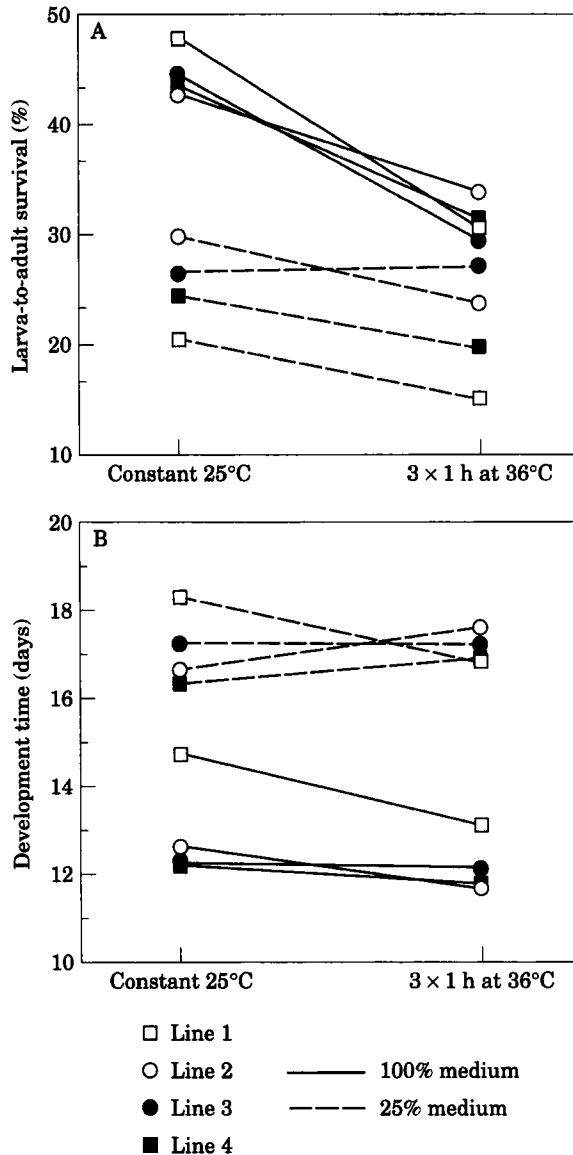 A
50
40
30
20
10
Larva-to-adult survival (%)
Constant 25°C 3 × 1 h at 36°C
B
20
18
16
14
12
10
Development time (days)
Constant 25°C 3 × 1 h at 36°C
Line 1
Line 2 100% medium
Line 3 25% medium
Line 4